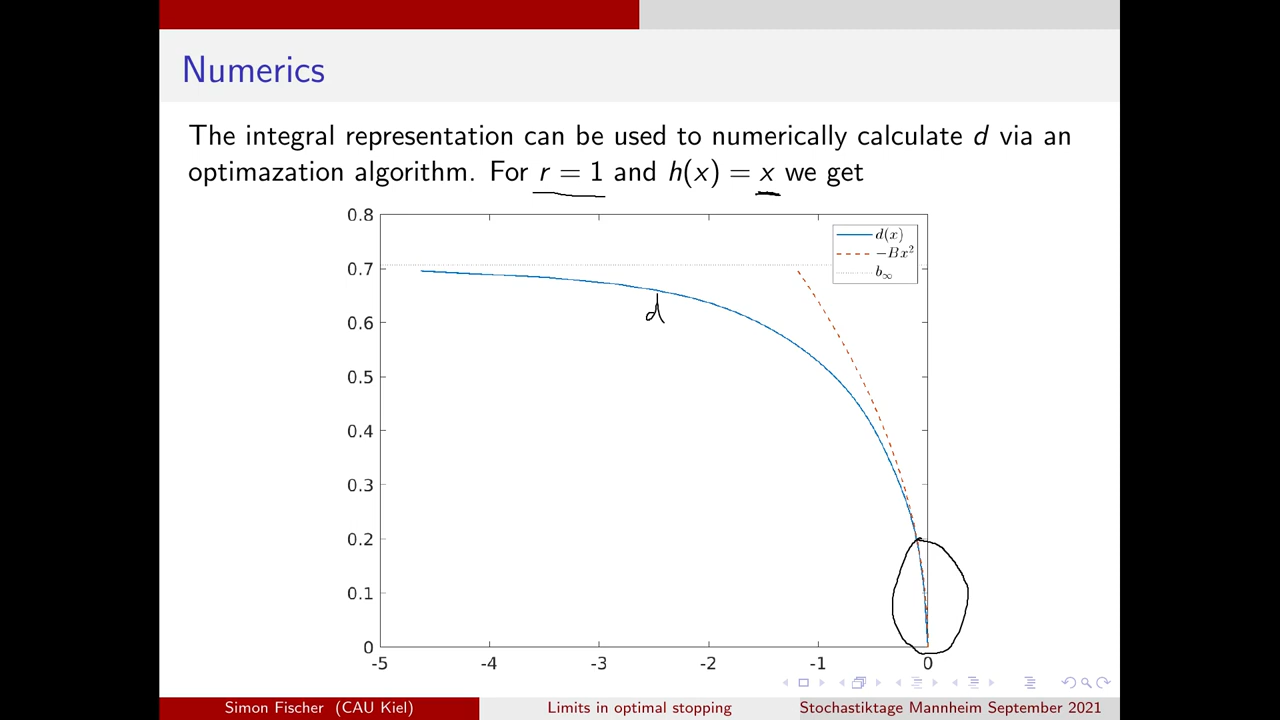 Numerics
The integral representation can be used to numerically calculate d via an
optimazation algorithm. For r = 1 and h(x) = x we get
0.8
0.7
0.6
0.5
0.4
0.3
0.2
0.1
0
-5 -4 -3 -2 -1 0
d(x)
−Bx²
b∞
d
Simon Fischer (CAU Kiel) Limits in optimal stopping Stochastiktage Mannheim September 2021